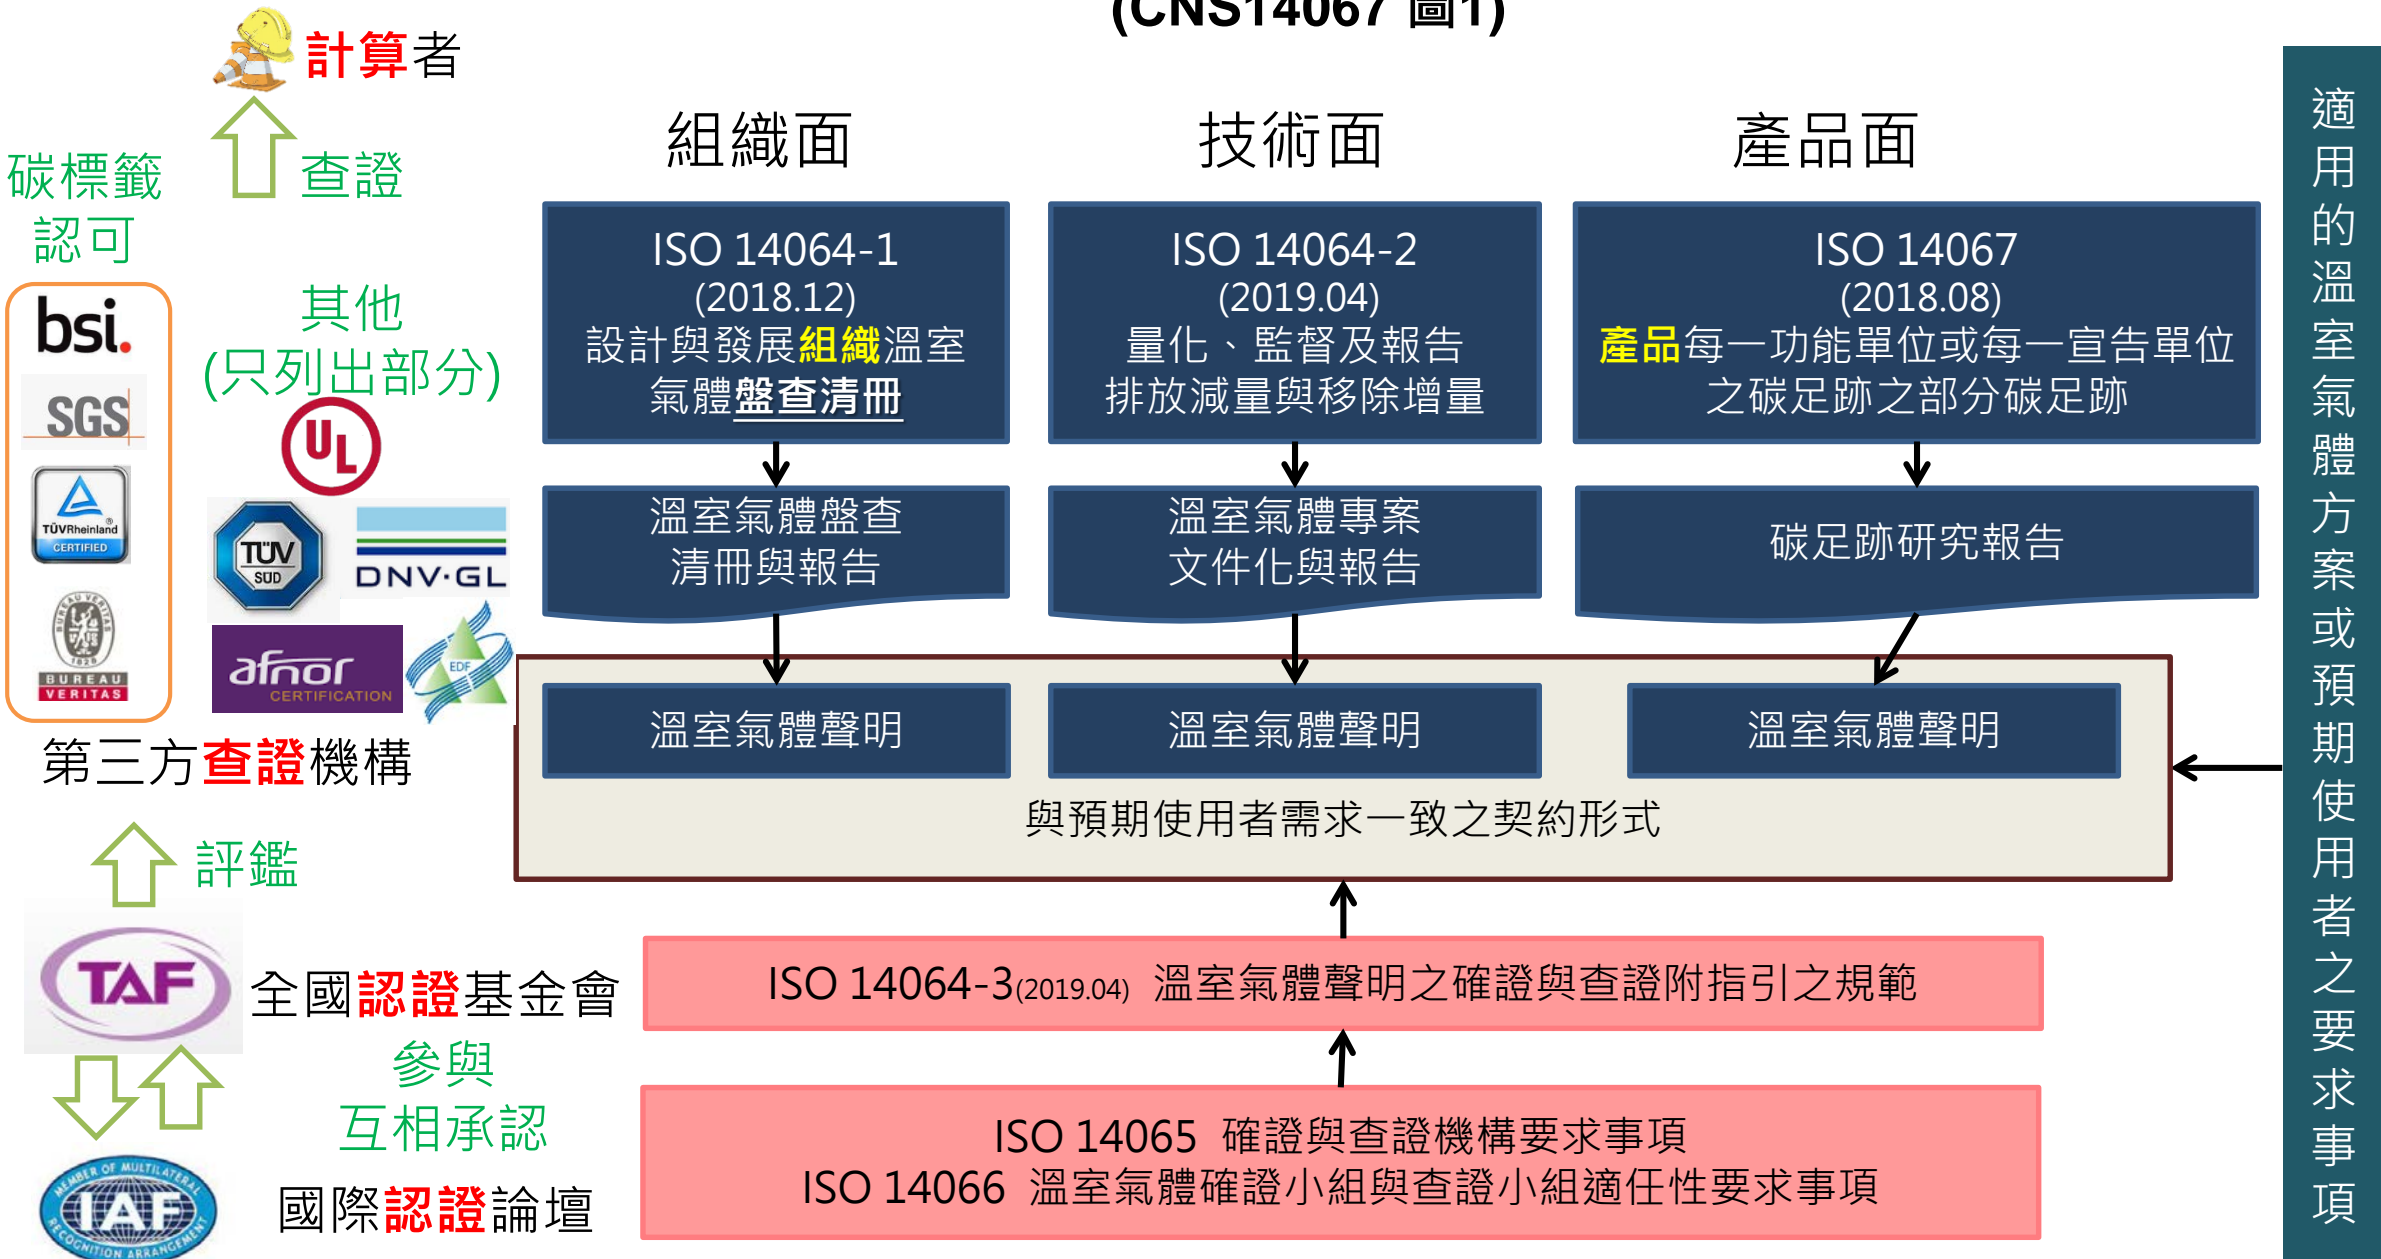 (CNS14067 圖1)
計算者
查證
碳標籤
認可
bsi.
SGS
TÜVRheinland
®
CERTIFIED
BUREAU VERITAS
1828
BUREAU
VERITAS
其他
(只列出部分)
UL
TÜV
SÜD
DNV·GL
afnor
CERTIFICATION
EDF
第三方查證機構
評鑑
TAF
全國認證基金會
參與
互相承認
MEMBER OF MULTILATERAL
IAF
RECOGNITION ARRANGEMENT
國際認證論壇
組織面
ISO 14064-1
(2018.12)
設計與發展組織溫室
氣體盤查清冊
溫室氣體盤查
清冊與報告
溫室氣體聲明
技術面
ISO 14064-2
(2019.04)
量化、監督及報告
排放減量與移除增量
溫室氣體專案
文件化與報告
溫室氣體聲明
產品面
ISO 14067
(2018.08)
產品每一功能單位或每一宣告單位
之碳足跡之部分碳足跡
碳足跡研究報告
溫室氣體聲明
與預期使用者需求一致之契約形式
ISO 14064-3(2019.04) 溫室氣體聲明之確證與查證附指引之規範
ISO 14065 確證與查證機構要求事項
ISO 14066 溫室氣體確證小組與查證小組適任性要求事項
適用的溫室氣體方案或預期使用者之要求事項